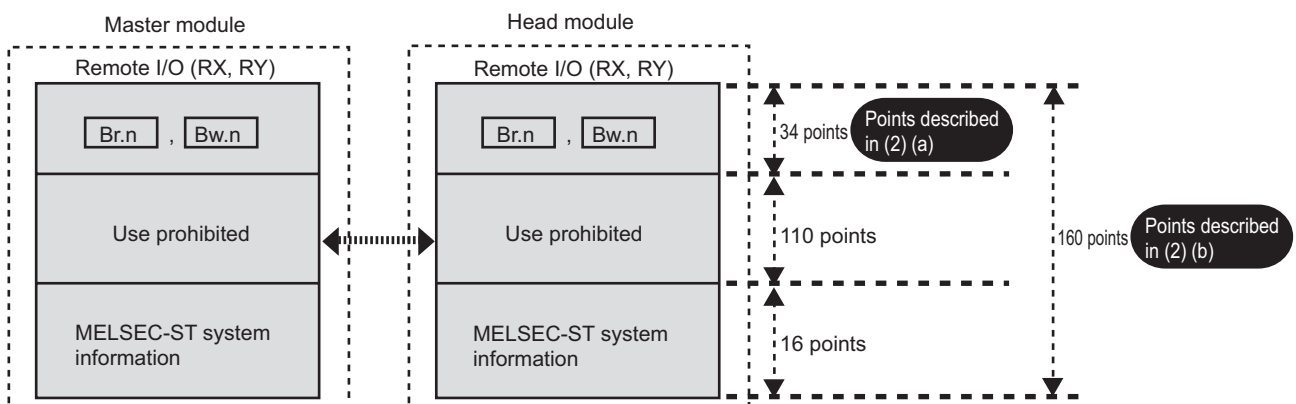 Master module
Head module
Remote I/O (RX, RY)
Remote I/O (RX, RY)
Br.n , Bw.n
Br.n , Bw.n
34 points
Points described
in (2) (a)
Use prohibited
Use prohibited
110 points
160 points
Points described
in (2) (b)
MELSEC-ST system
information
MELSEC-ST system
information
16 points